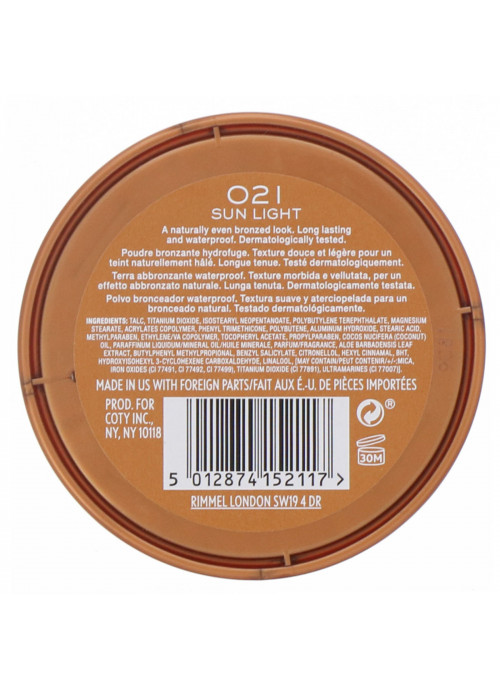 021
SUN LIGHT
A naturally even bronzed look. Long lasting
and waterproof. Dermatologically tested.
Poudre bronzante hydrofuge. Texture douce et légère pour un
teint naturellement hâlé. Longue tenue. Testé dermatologiquement.
Terra abbronzante waterproof. Texture morbida e vellutata, per un
effetto abbronzato naturale. Lunga tenuta. Dermatologicamente testata.
Polvo bronceador waterproof. Textura suave y aterciopelada para un
bronceado natural. Testado dermatológicamente.
INGREDIENTS: TALC, TITANIUM DIOXIDE, ISOSTEARYL NEOPENTANOATE, POLYBUTYLENE TEREPHTHALATE, MAGNESIUM
STEARATE, ACRYLATES COPOLYMER, PHENYL TRIMETHICONE, POLYBUTENE, ALUMINUM HYDROXIDE, STEARIC ACID,
METHYLPARABEN, ETHYLENE/VA COPOLYMER, TOCOPHERYL ACETATE, PROPYLPARABEN, COCOS NUCIFERA (COCONUT)
OIL, PARAFFINUM LIQUIDUM/MINERAL OIL/HUILE MINERALE, PARFUM/FRAGRANCE, ALOE BARBADENSIS LEAF
EXTRACT, BUTYLPHENYL METHYLPROPIONAL, BENZYL SALICYLATE, CITRONELLOL, HEXYL CINNAMAL, BHT,
HYDROXYISOHEXYL 3-CYCLOHEXENE CARBOXALDEHYDE, LINALOOL, [MAY CONTAIN/PEUT CONTENIR/+/-:MICA,
IRON OXIDES (CI 77491, CI 77492, CI 77499), TITANIUM DIOXIDE (CI 77891), ULTRAMARINES (CI 77007)].
MADE IN US WITH FOREIGN PARTS/FAIT AUX É.-U. DE PIÈCES IMPORTÉES
PROD. FOR
COTY INC.,
NY, NY 10118
30M
5 012874 152117 >
RIMMEL LONDON SW19 4 DR